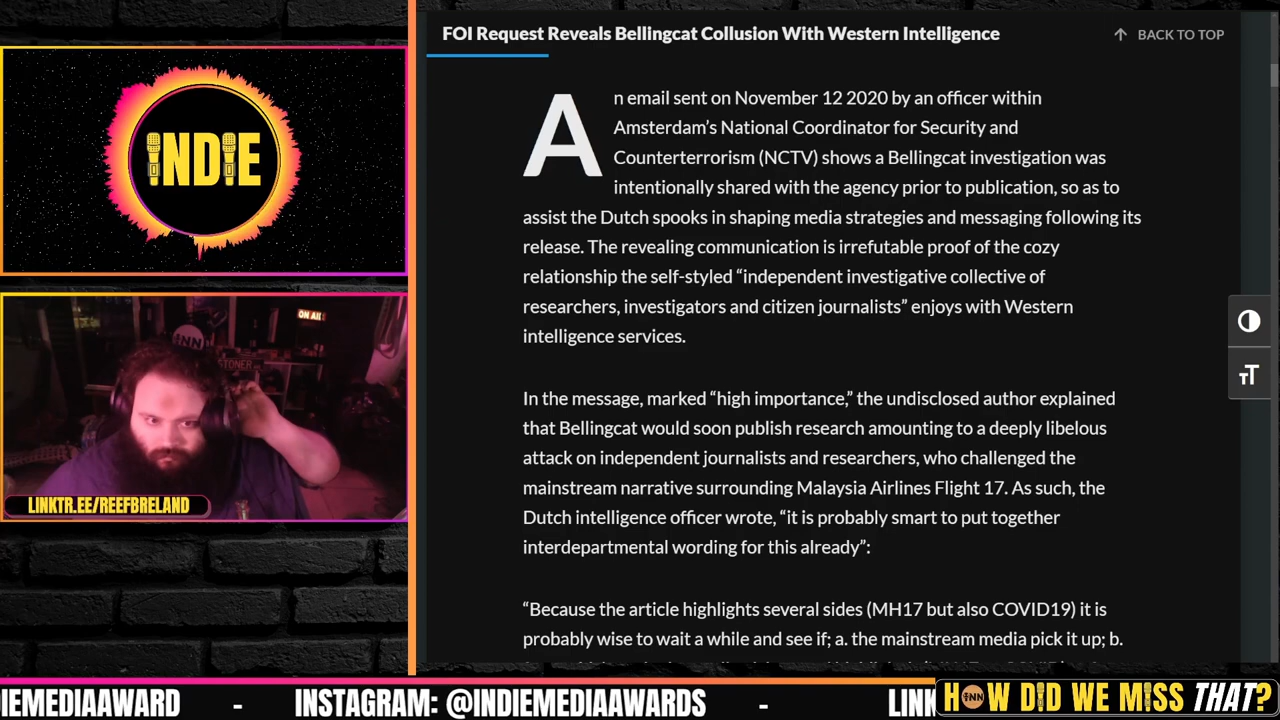 FOI Request Reveals Bellingcat Collusion With Western Intelligence
BACK TO TOP
An email sent on November 12 2020 by an officer within
Amsterdam’s National Coordinator for Security and
Counterterrorism (NCTV) shows a Bellingcat investigation was
intentionally shared with the agency prior to publication, so as to
assist the Dutch spooks in shaping media strategies and messaging following its
release. The revealing communication is irrefutable proof of the cozy
relationship the self-styled “independent investigative collective of
researchers, investigators and citizen journalists” enjoys with Western
intelligence services.
In the message, marked “high importance,” the undisclosed author explained
that Bellingcat would soon publish research amounting to a deeply libelous
attack on independent journalists and researchers, who challenged the
mainstream narrative surrounding Malaysia Airlines Flight 17. As such, the
Dutch intelligence officer wrote, “it is probably smart to put together
interdepartmental wording for this already”:
“Because the article highlights several sides (MH17 but also COVID19) it is
probably wise to wait a while and see if; a. the mainstream media pick it up; b.
INDIE
ON AIR
INN
STONER
LINKTR.EE/REEFBRELAND
IEMEDIAAWARD - INSTAGRAM: @INDIEMEDIAAWARDS - LINK
INN
HOW DID WE MISS THAT?
TT